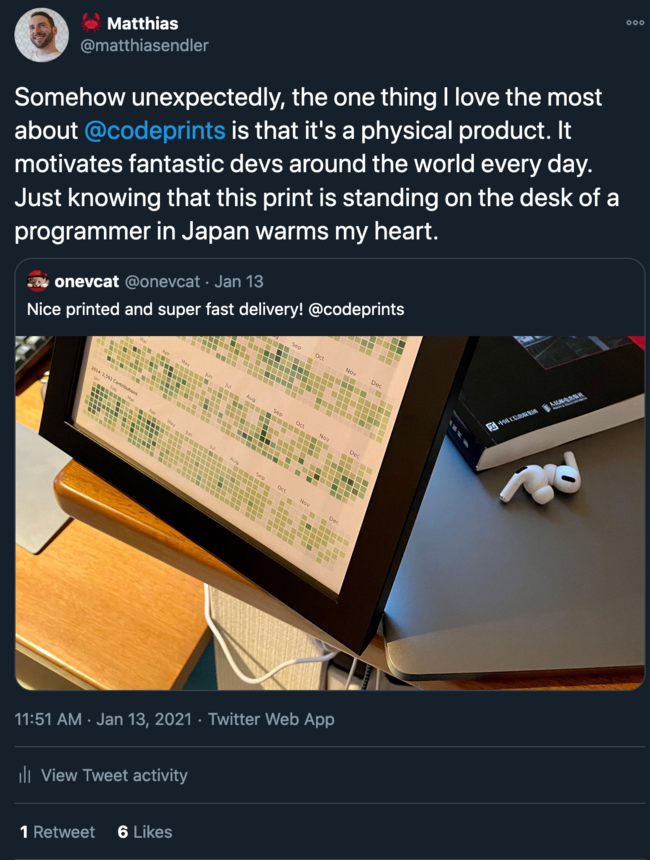 Matthias
@matthiasendler
Somehow unexpectedly, the one thing I love the most
about @codeprints is that it's a physical product. It
motivates fantastic devs around the world every day.
Just knowing that this print is standing on the desk of a
programmer in Japan warms my heart.
onevcat @onevcat · Jan 13
Nice printed and super fast delivery! @codeprints
Sep
Oct
Nov
Dec
Jun
Jul
Aug
Sep
Oct
Nov
Dec
Aug
Sep
Oct
Nov
Dec
11:51 AM · Jan 13, 2021 · Twitter Web App
View Tweet activity
1 Retweet 6 Likes